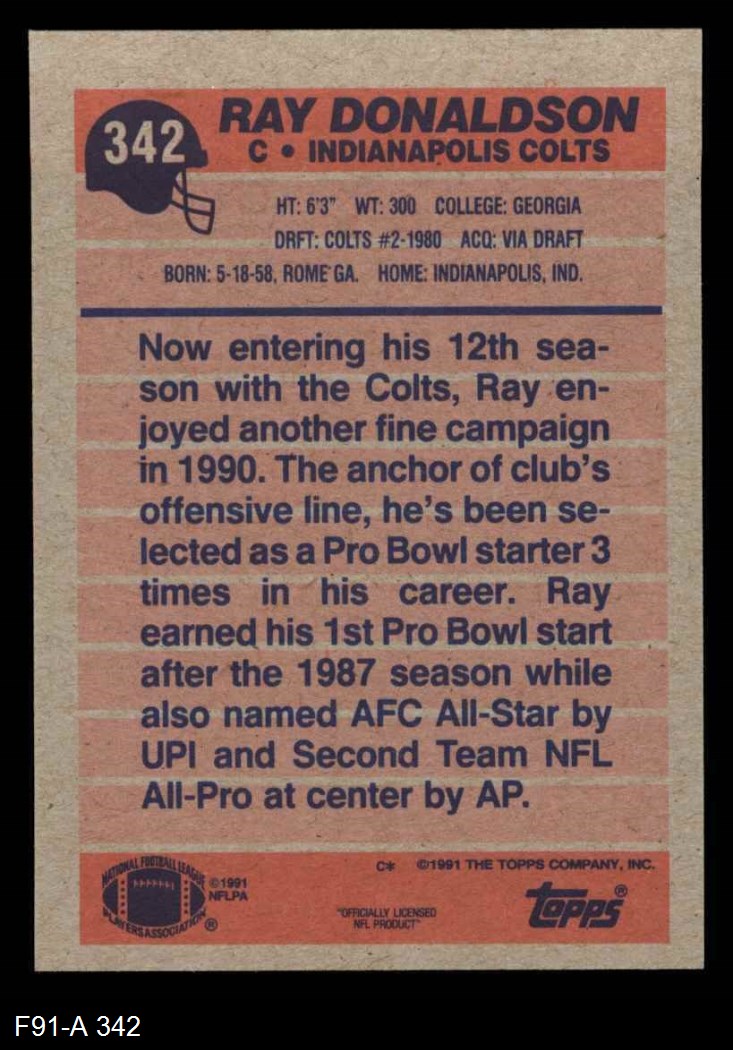 342
RAY DONALDSON
C • INDIANAPOLIS COLTS
HT: 6'3" WT: 300 COLLEGE: GEORGIA
DRFT: COLTS #2-1980 ACQ: VIA DRAFT
BORN: 5-18-58, ROME GA. HOME: INDIANAPOLIS, IND.
Now entering his 12th sea-
son with the Colts, Ray en-
joyed another fine campaign
in 1990. The anchor of club's
offensive line, he's been se-
lected as a Pro Bowl starter 3
times in his career. Ray
earned his 1st Pro Bowl start
after the 1987 season while
also named AFC All-Star by
UPI and Second Team NFL
All-Pro at center by AP.
C* ©1991 THE TOPPS COMPANY, INC.
NATIONAL FOOTBALL LEAGUE
PLAYERS ASSOCIATION ®
©1991
NFLPA
"OFFICIALLY LICENSED
NFL PRODUCT"
topps®
F91-A 342